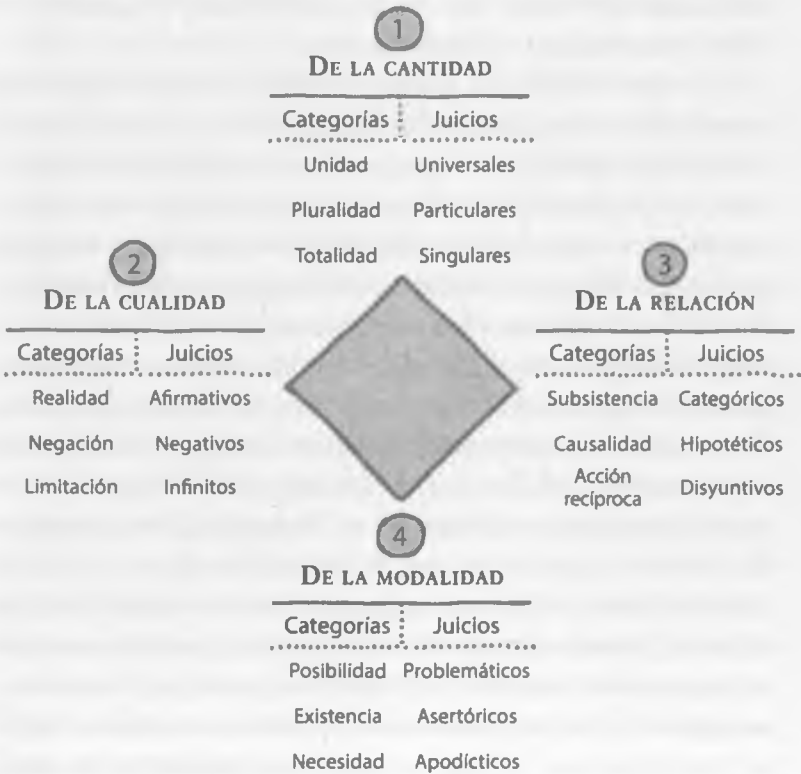 1
DE LA CANTIDAD
Categorías Juicios
Unidad Universales
Pluralidad Particulares
Totalidad Singulares
2
DE LA CUALIDAD
Categorías Juicios
Realidad Afirmativos
Negación Negativos
Limitación Infinitos
3
DE LA RELACIÓN
Categorías Juicios
Subsistencia Categóricos
Causalidad Hipotéticos
Acción
recíproca Disyuntivos
4
DE LA MODALIDAD
Categorías Juicios
Posibilidad Problemáticos
Existencia Asertóricos
Necesidad Apodícticos